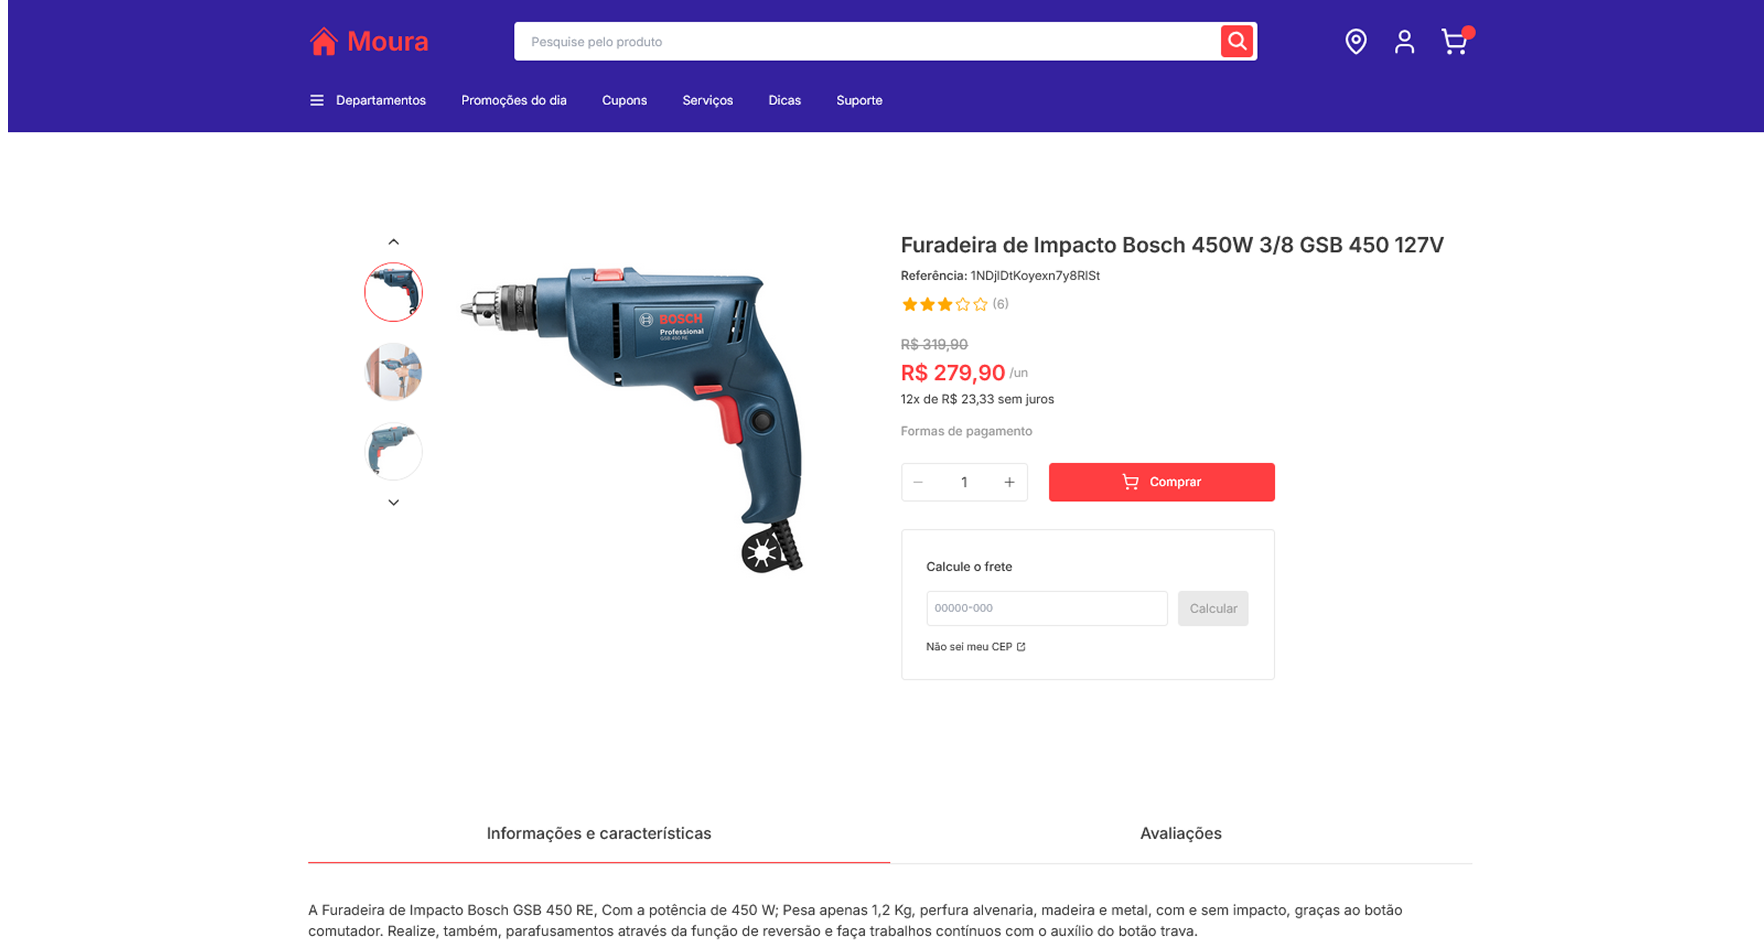 Moura
Pesquise pelo produto
Departamentos Promoções do dia Cupons Serviços Dicas Suporte
BOSCH
Professional
GSB 450 RE
Furadeira de Impacto Bosch 450W 3/8 GSB 450 127V
Referência: 1NDjlDtKoyexn7y8RlSt
(6)
R$ 319,90
R$ 279,90 /un
12x de R$ 23,33 sem juros
Formas de pagamento
− 1 + Comprar
Calcule o frete
00000-000 Calcular
Não sei meu CEP
Informações e características Avaliações
A Furadeira de Impacto Bosch GSB 450 RE, Com a potência de 450 W; Pesa apenas 1,2 Kg, perfura alvenaria, madeira e metal, com e sem impacto, graças ao botão
comutador. Realize, também, parafusamentos através da função de reversão e faça trabalhos contínuos com o auxílio do botão trava.